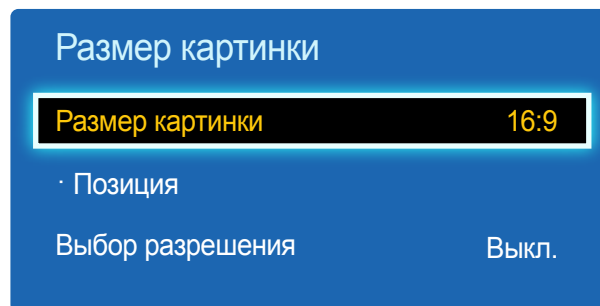 Размер картинки
Размер картинки 16:9
· Позиция
Выбор разрешения Выкл.